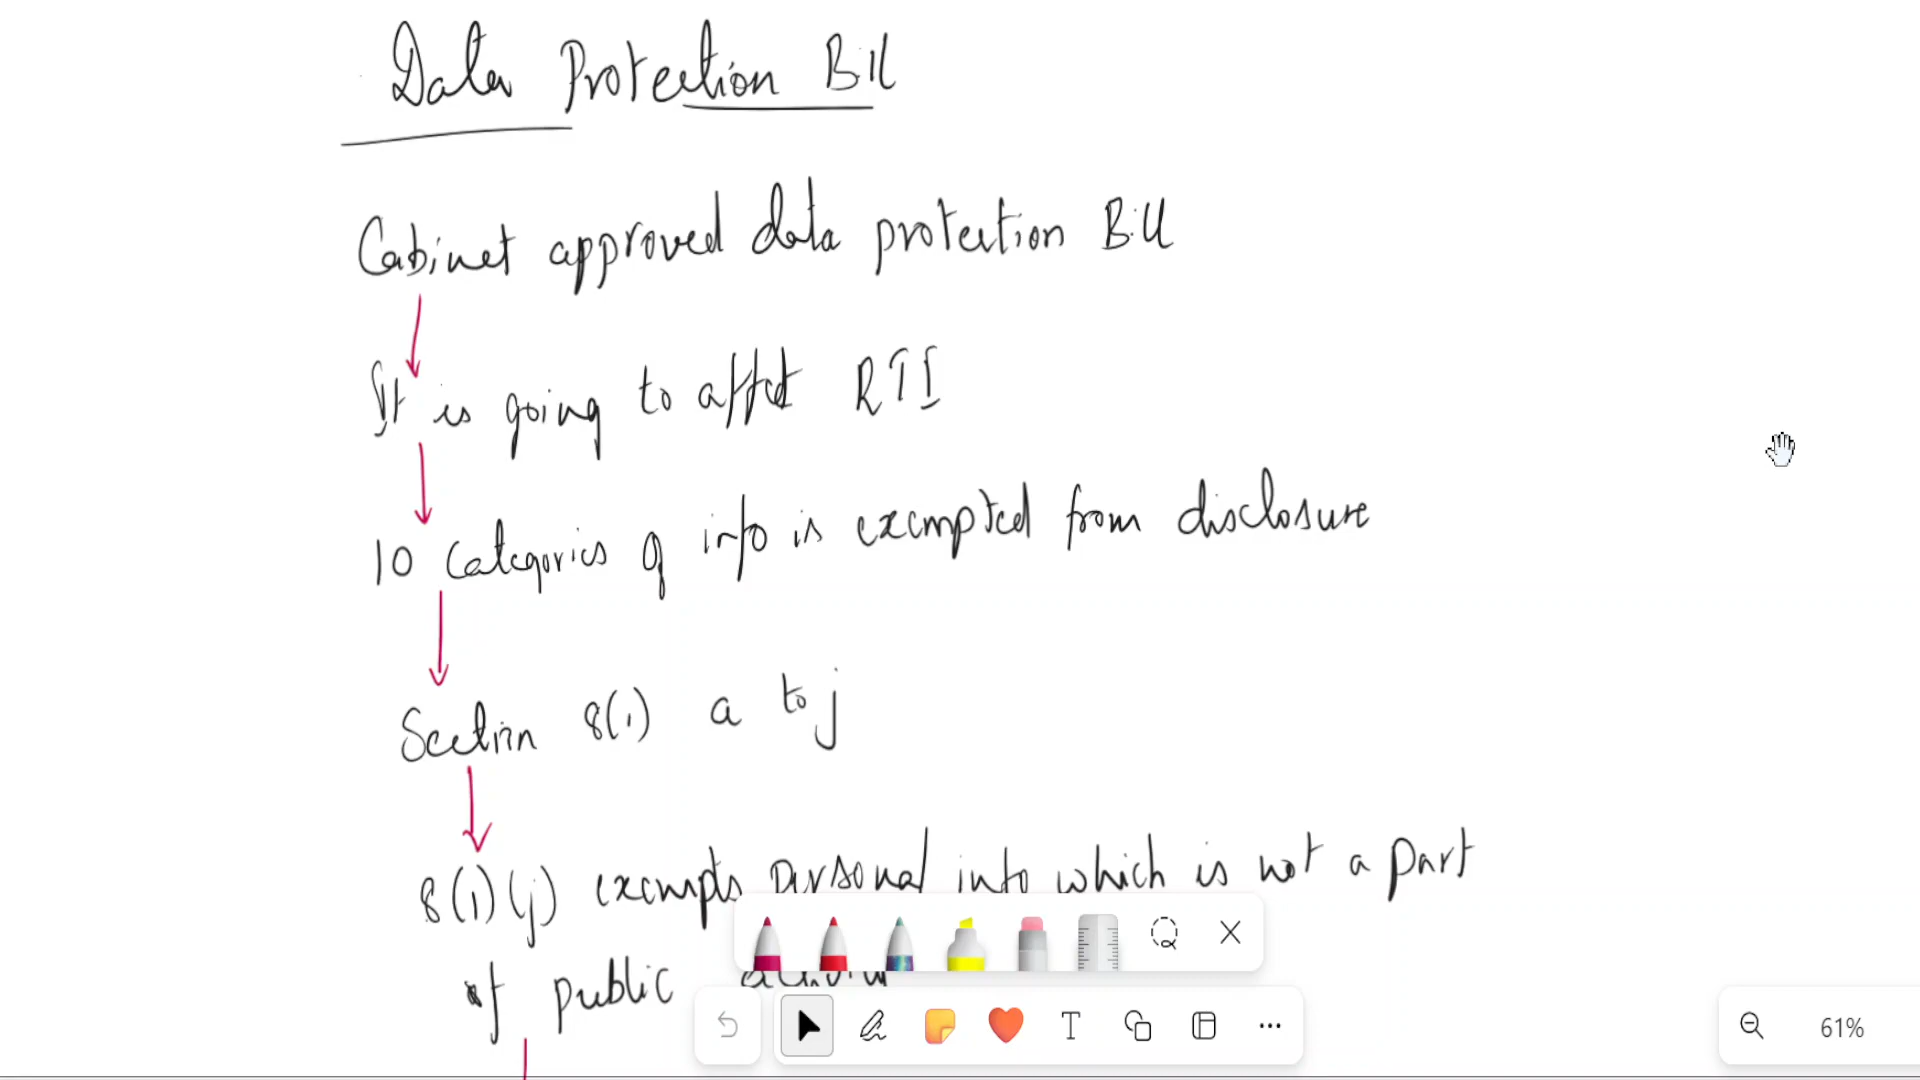 Data Protection Bill
Cabinet approved data protection Bill
It is going to affect RTI
10 Categories of info is exempted from disclosure
Section 8(1) a to j
8(1)(j) exempts personal info which is not a part
of public
T
61%